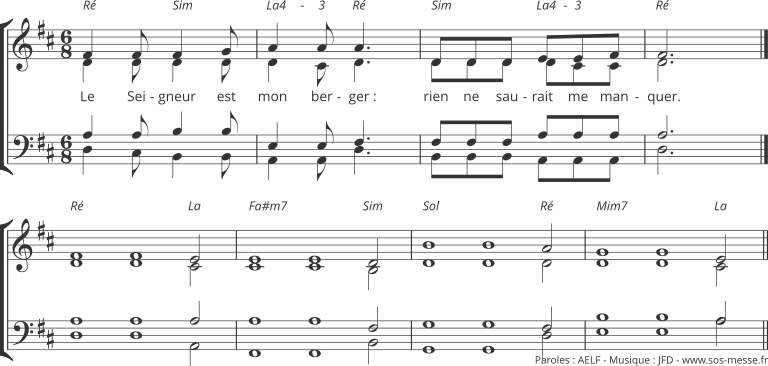 Ré Sim La4 - 3 Ré Sim La4 - 3 Ré
Le Sei - gneur est mon ber - ger : rien ne sau - rait me man - quer.
Ré La Fa#m7 Sim Sol Ré Mim7 La
Paroles : AELF - Musique : JFD - www.sos-messe.fr